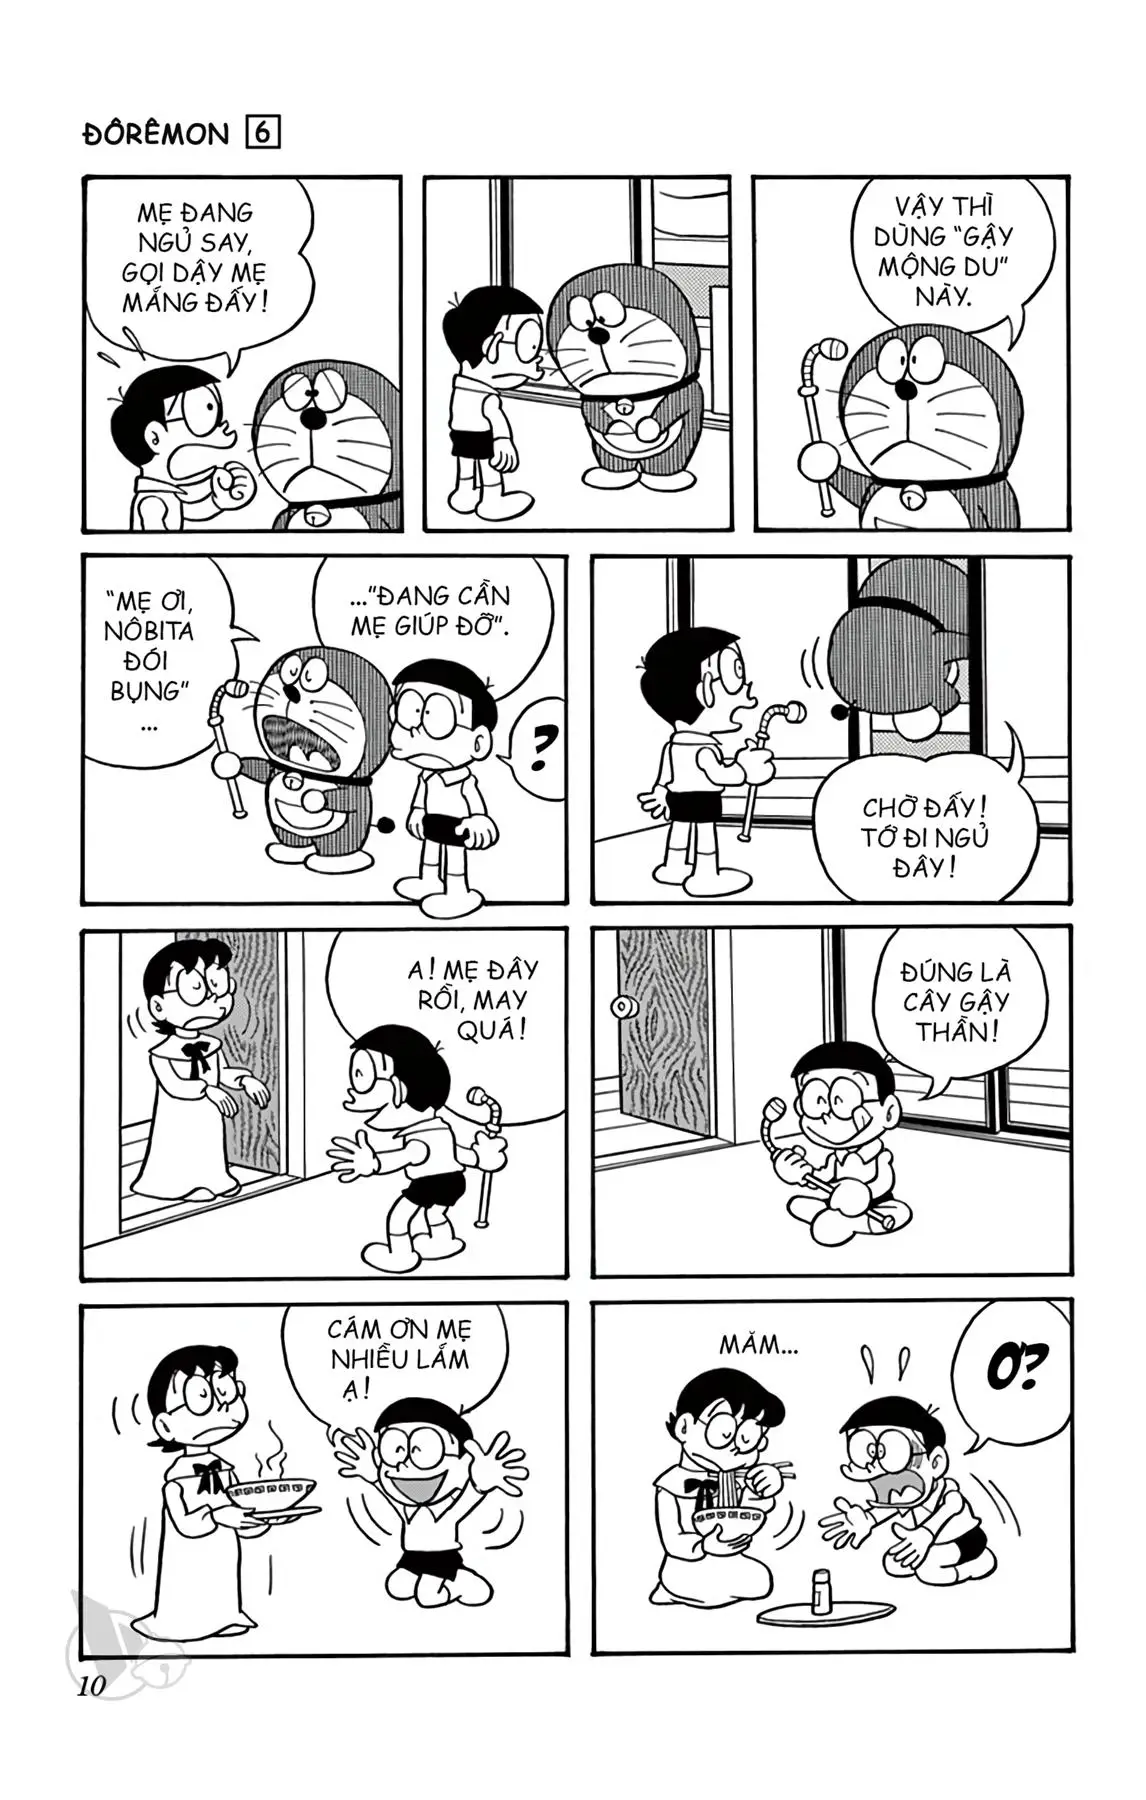 ĐÔRÊMON 6
MẸ ĐANG
NGỦ SAY,
GỌI DẬY MẸ
MẮNG ĐẤY!
VẬY THÌ
DÙNG “GẬY
MỘNG DU”
NÀY.
“MẸ ƠI,
NÔBITA
ĐÓI
BỤNG”
...
...”ĐANG CẦN
MẸ GIÚP ĐỠ”.
?
CHỜ ĐẤY!
TỚ ĐI NGỦ
ĐÂY!
A! MẸ ĐÂY
RỒI, MAY
QUÁ!
ĐÚNG LÀ
CÂY GẬY
THẦN!
CÁM ƠN MẸ
NHIỀU LẮM
Ạ!
MĂM...
Ơ?
10